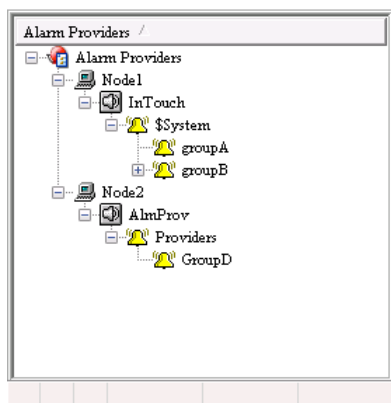 Alarm Providers
Alarm Providers
Node1
InTouch
$System
groupA
groupB
Node2
AlmProv
Providers
GroupD